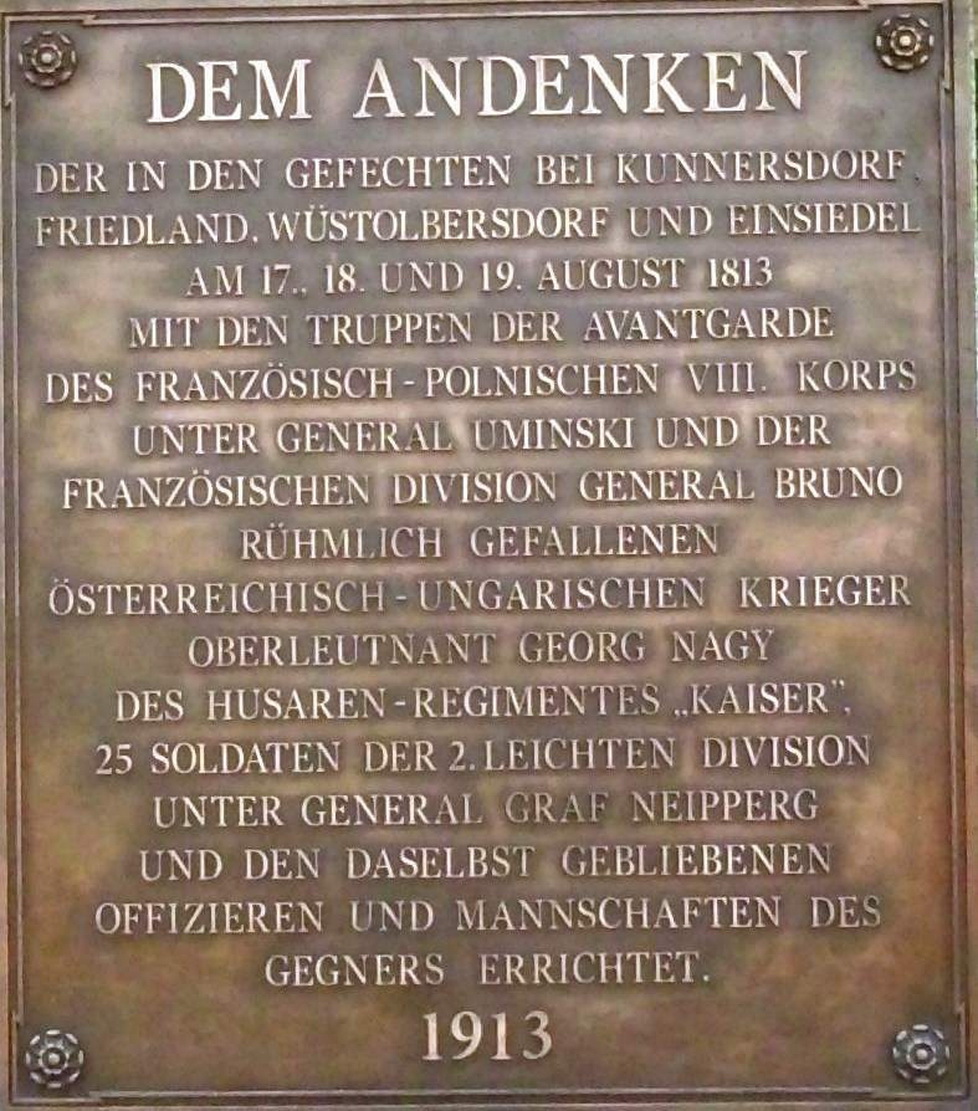 DEM ANDENKEN
DER IN DEN GEFECHTEN BEI KUNNERSDORF,
FRIEDLAND, WÜSTOLBERSDORF UND EINSIEDEL
AM 17., 18. UND 19. AUGUST 1813
MIT DEN TRUPPEN DER AVANTGARDE
DES FRANZÖSISCH-POLNISCHEN VIII. KORPS
UNTER GENERAL UMINSKI UND DER
FRANZÖSISCHEN DIVISION GENERAL BRUNO
RÜHMLICH GEFALLENEN
ÖSTERREICHISCH-UNGARISCHEN KRIEGER
OBERLEUTNANT GEORG NAGY
DES HUSAREN-REGIMENTES „KAISER”,
25 SOLDATEN DER 2. LEICHTEN DIVISION
UNTER GENERAL GRAF NEIPPERG
UND DEN DASELBST GEBLIEBENEN
OFFIZIEREN UND MANNSCHAFTEN DES
GEGNERS ERRICHTET.
1913